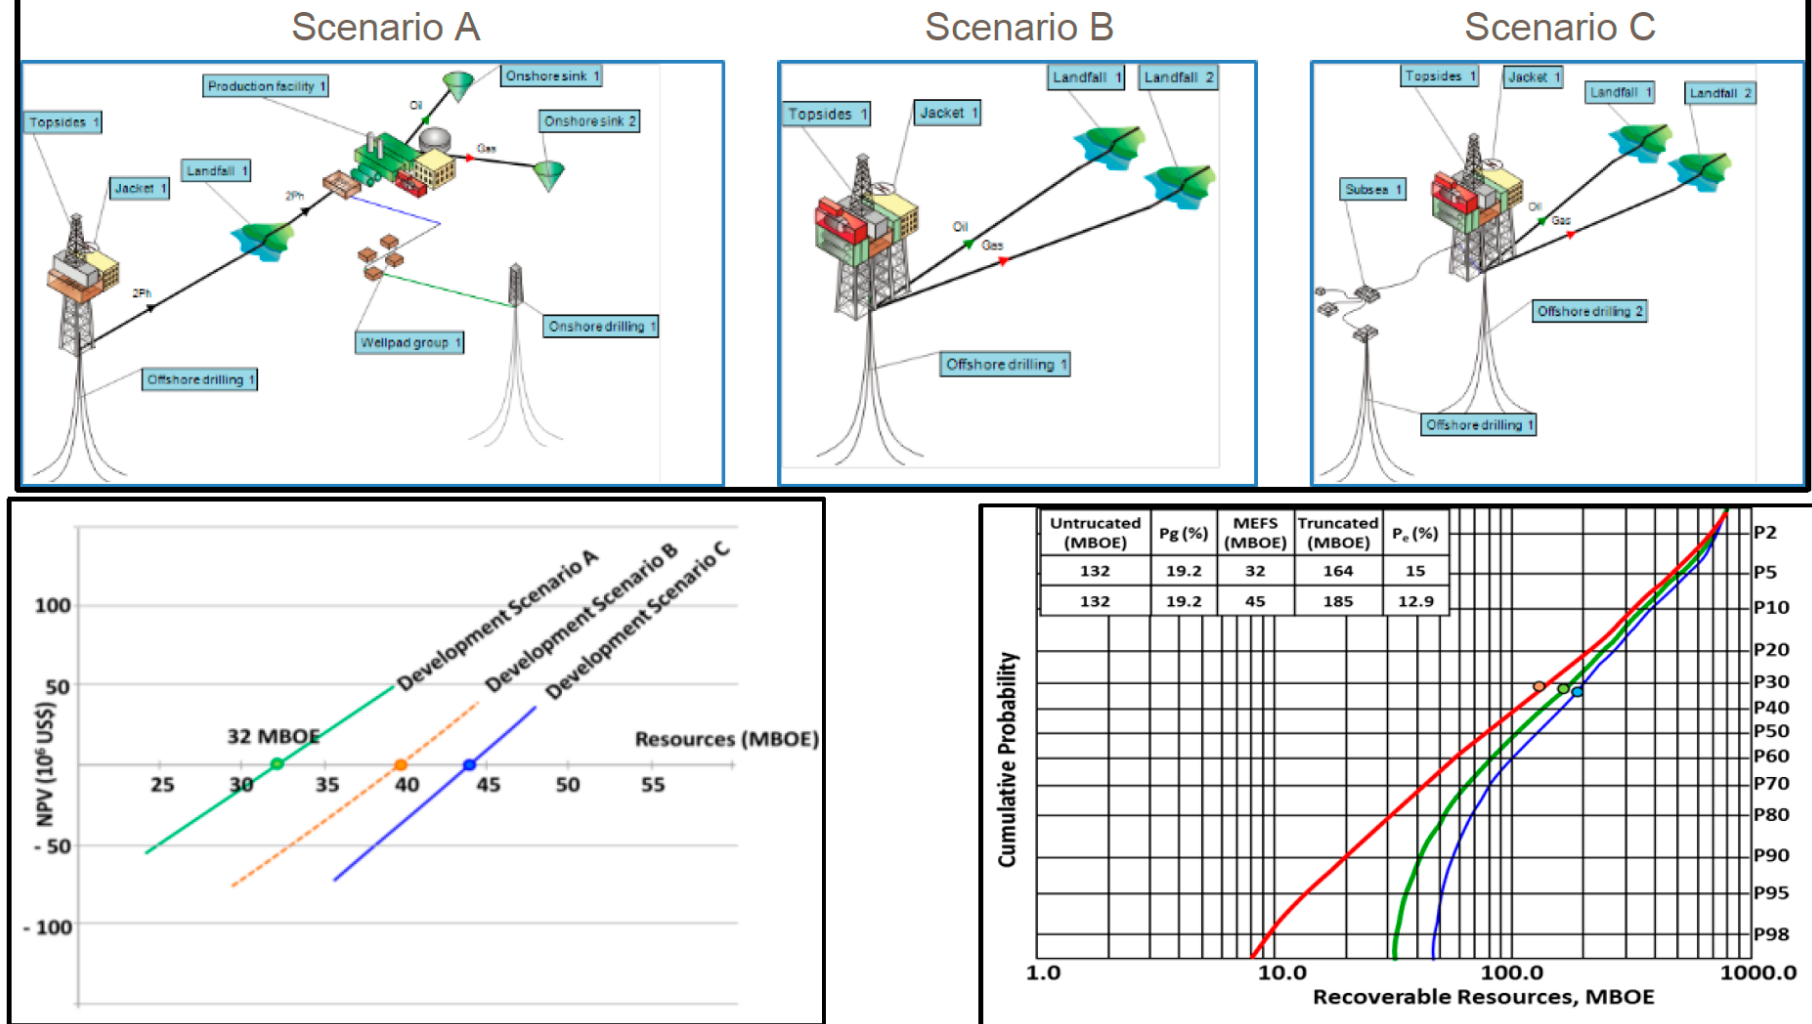 Scenario A
Scenario B
Scenario C
Production facility 1
Onshore sink 1
Oil
Topsides 1
Onshore sink 2
Gas
Landfall 1
Jacket 1
2Ph
2Ph
Onshore drilling 1
Wellpad group 1
Offshore drilling 1
Landfall 1
Landfall 2
Topsides 1
Jacket 1
Oil
Gas
Offshore drilling 1
Topsides 1
Jacket 1
Landfall 1
Landfall 2
Subsea 1
Oil
Gas
Offshore drilling 2
Offshore drilling 1
Development Scenario A
Development Scenario B
Development Scenario C
100
50
32 MBOE
Resources (MBOE)
25 30 35 40 45 50 55
- 50
- 100
NPV (10⁶ US$)
Untrucated (MBOE) Pg (%) MEFS (MBOE) Truncated (MBOE) Pe (%)
132 19.2 32 164 15
132 19.2 45 185 12.9
P2
P5
P10
P20
P30
P40
P50
P60
P70
P80
P90
P95
P98
Cumulative Probability
1.0 10.0 100.0 1000.0
Recoverable Resources, MBOE